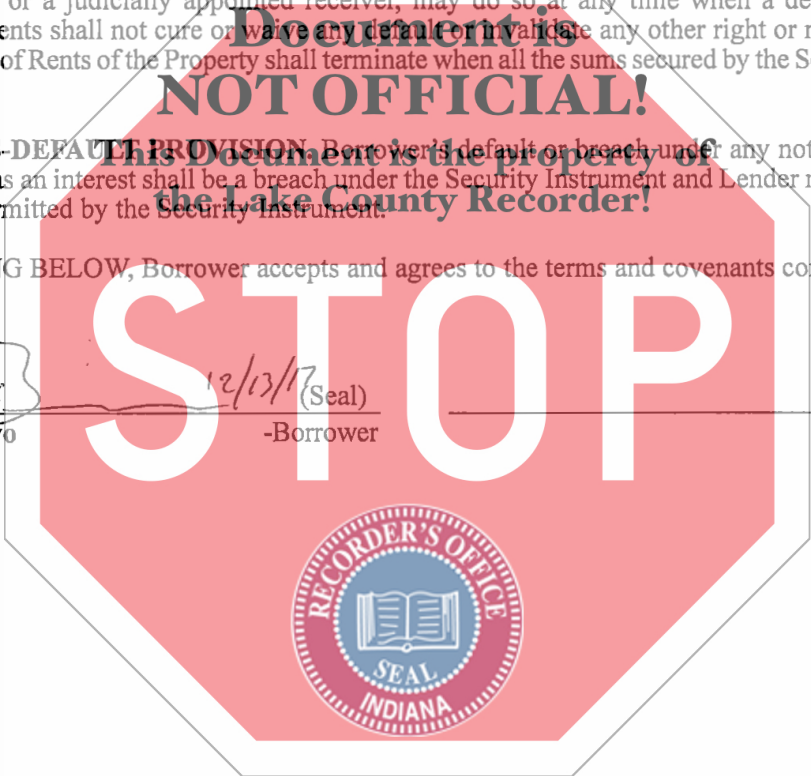 of a judicially appointed receiver, may do so at any time when a de
ents shall not cure or waive any default or invalidate any other right or r
of Rents of the Property shall terminate when all the sums secured by the S
Document is
NOT OFFICIAL!
This Document is the property of
the Lake County Recorder!
-DEFAULT PROVISION. Borrower's default or breach under any not
s an interest shall be a breach under the Security Instrument and Lender r
mitted by the Security Instrument.
G BELOW, Borrower accepts and agrees to the terms and covenants co
STOP
12/13/17 (Seal)
-Borrower
RECORDER'S OFFICE
SEAL
INDIANA